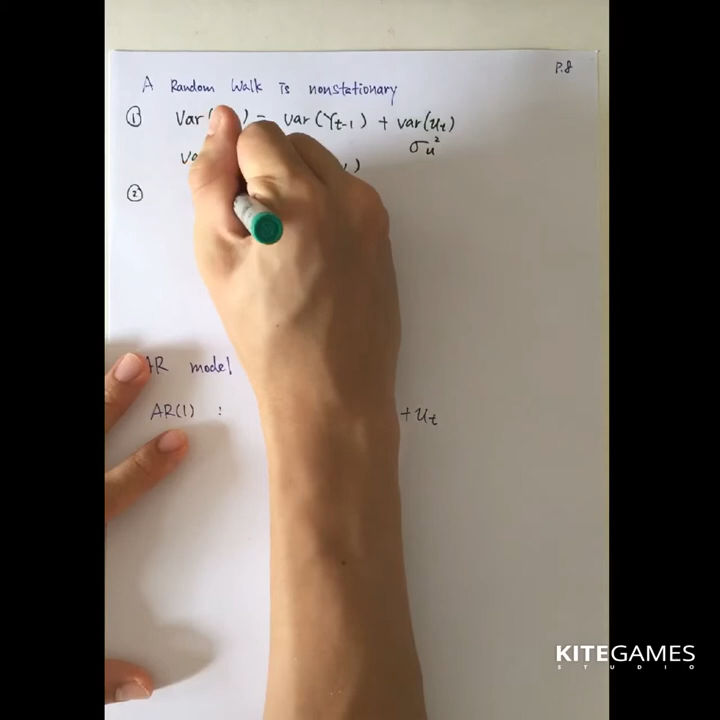 P.8
A Random Walk is nonstationary
① Var( ) = var(Yt-1) + var(ut)
σu²
②
AR model
AR(1) : + ut
KITEGAMES
STUDIO